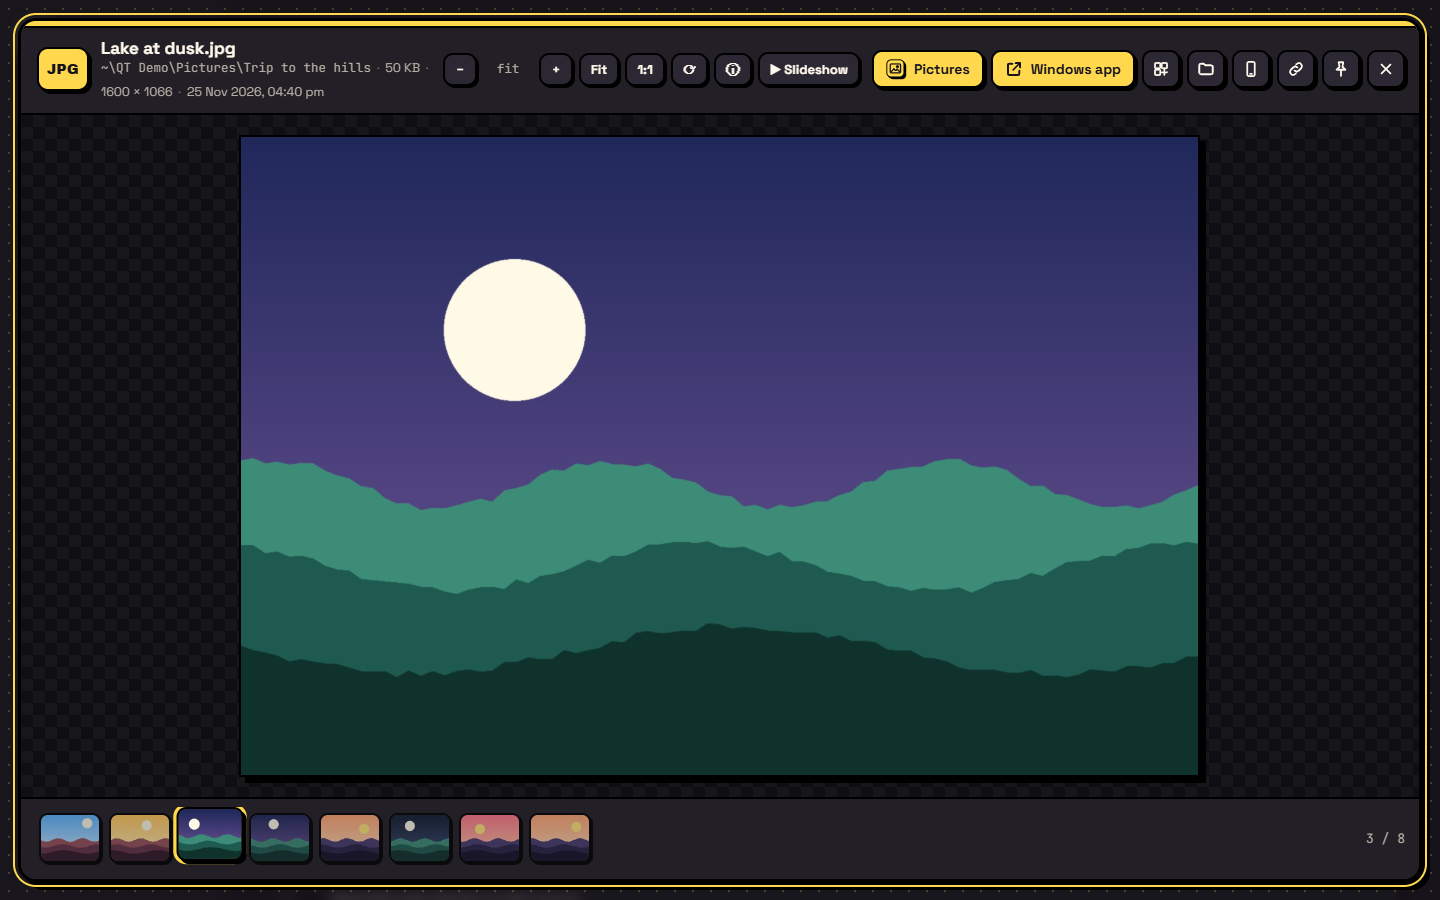 JPG
Lake at dusk.jpg
~\QT Demo\Pictures\Trip to the hills · 50 KB ·
1600 × 1066 · 25 Nov 2026, 04:40 pm
− fit + Fit 1:1 Slideshow Pictures Windows app
3 / 8